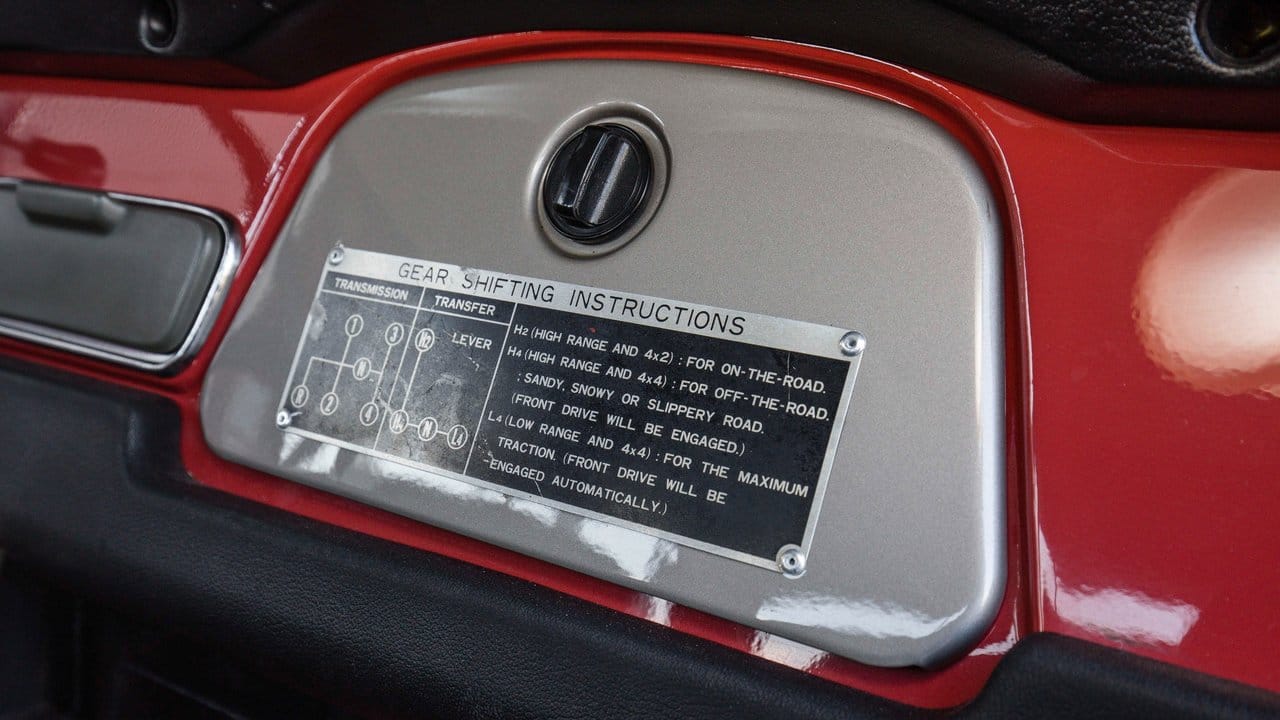 GEAR SHIFTING INSTRUCTIONS
TRANSMISSION
TRANSFER
LEVER
1 3 H2
N
R 2 4 H4 N L4
H2 (HIGH RANGE AND 4x2) : FOR ON-THE-ROAD.
H4 (HIGH RANGE AND 4x4) : FOR OFF-THE-ROAD.
: SANDY, SNOWY OR SLIPPERY ROAD.
(FRONT DRIVE WILL BE ENGAGED.)
L4 (LOW RANGE AND 4x4) : FOR THE MAXIMUM
TRACTION. (FRONT DRIVE WILL BE
ENGAGED AUTOMATICALLY.)